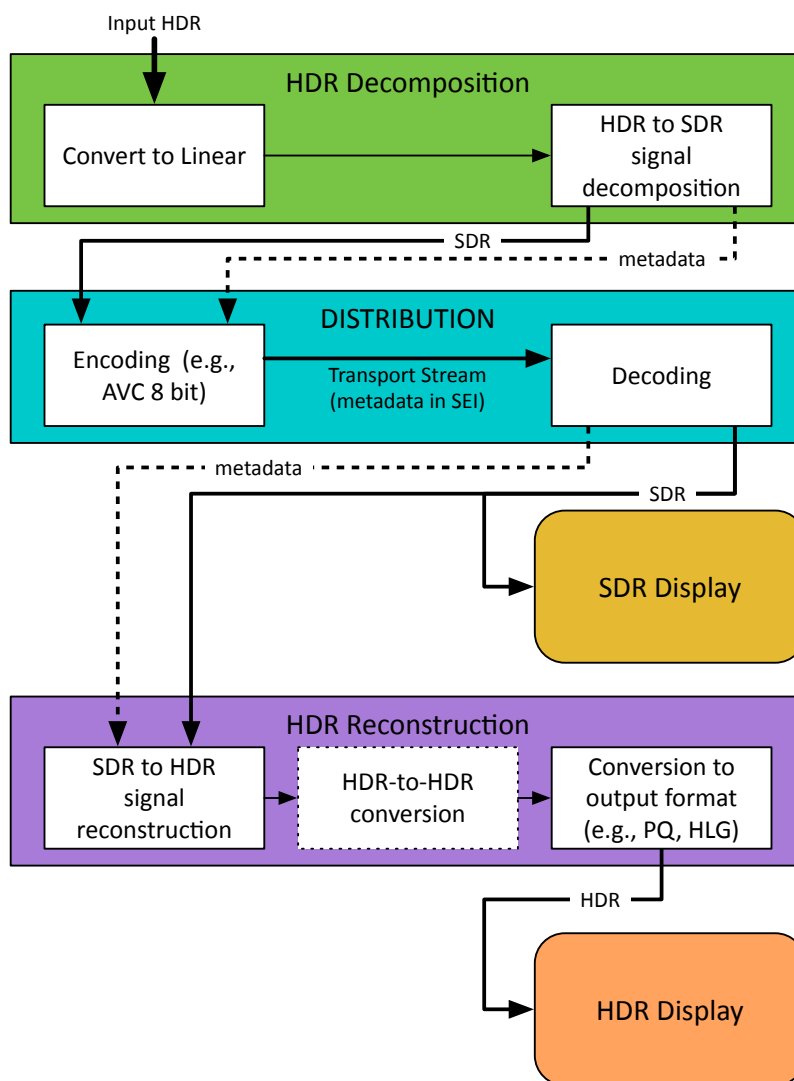 Input HDR
HDR Decomposition
Convert to Linear
HDR to SDR
signal
decomposition
SDR
metadata
DISTRIBUTION
Encoding (e.g.,
AVC 8 bit)
Transport Stream
(metadata in SEI)
Decoding
metadata
SDR
SDR Display
HDR Reconstruction
SDR to HDR
signal
reconstruction
HDR-to-HDR
conversion
Conversion to
output format
(e.g., PQ, HLG)
HDR
HDR Display